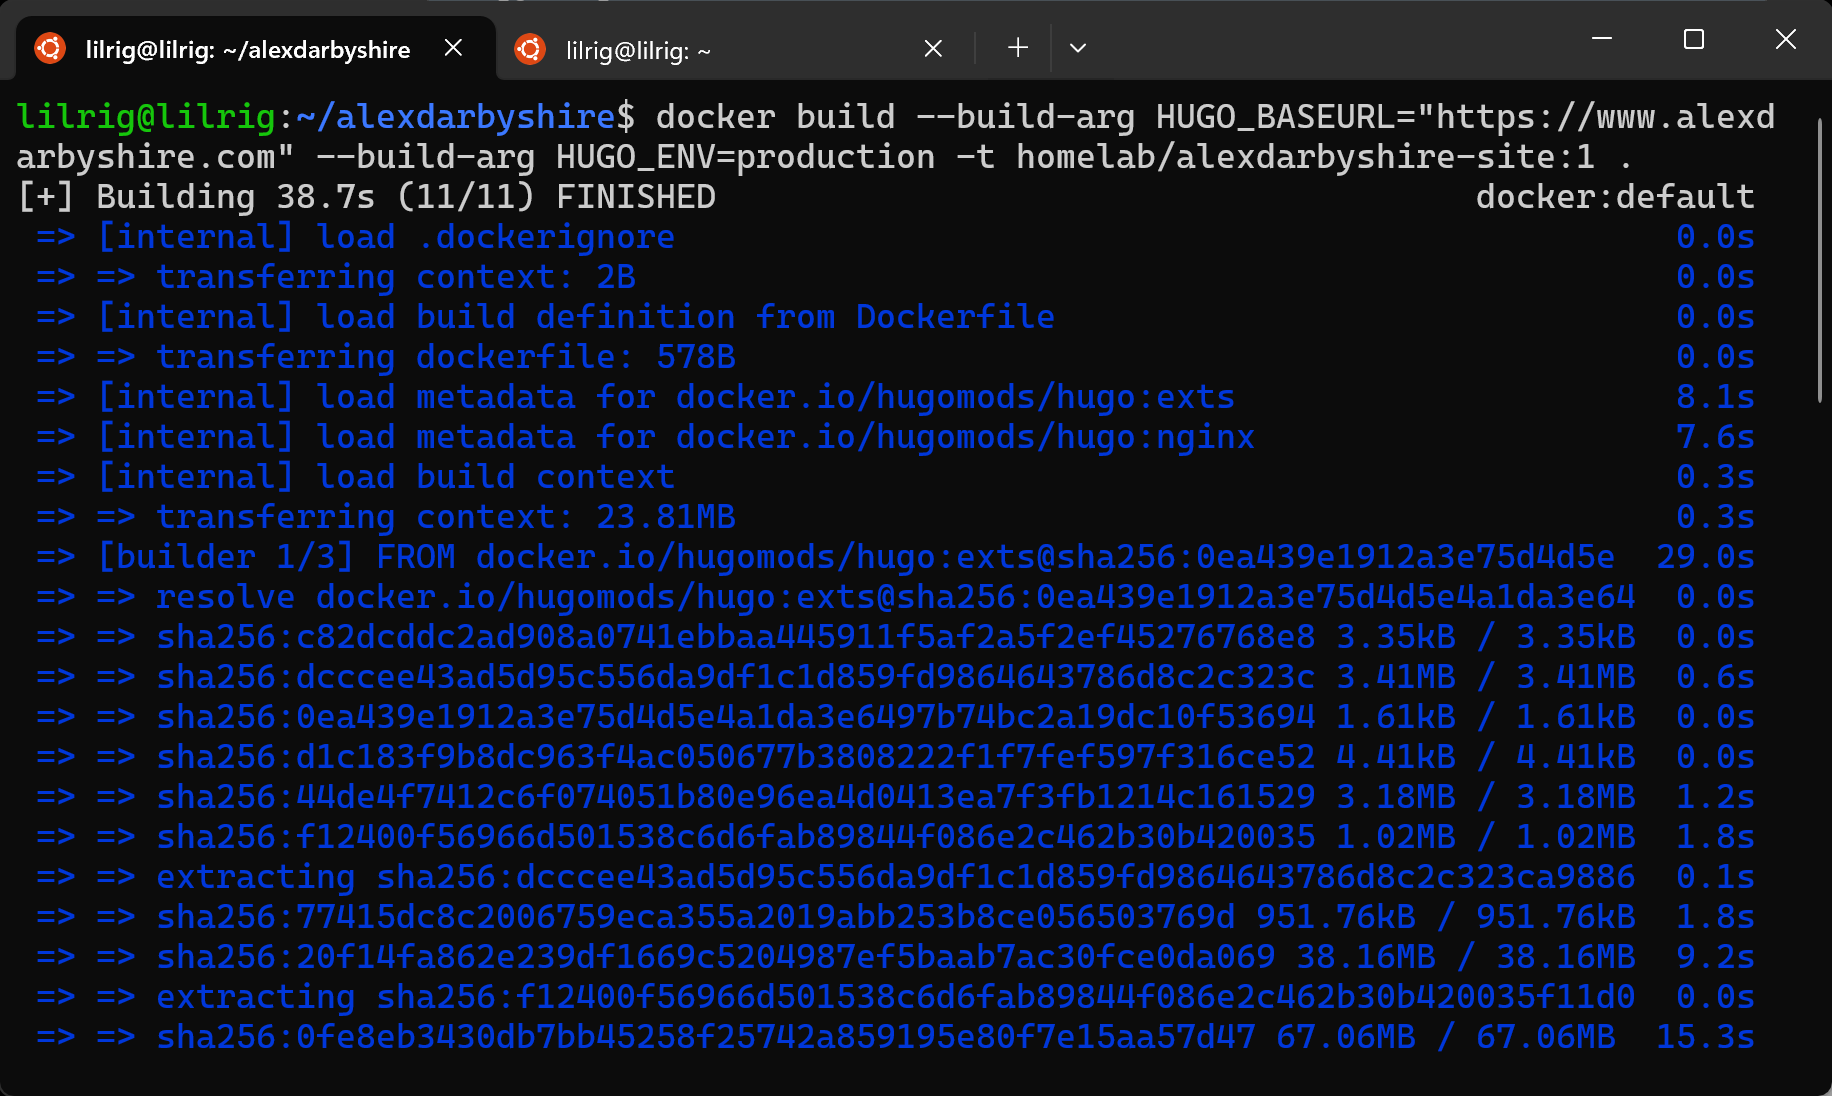 lilrig@lilrig: ~/alexdarbyshire
lilrig@lilrig: ~
lilrig@lilrig:~/alexdarbyshire$ docker build --build-arg HUGO_BASEURL="https://www.alexd
arbyshire.com" --build-arg HUGO_ENV=production -t homelab/alexdarbyshire-site:1 .
[+] Building 38.7s (11/11) FINISHED docker:default
=> [internal] load .dockerignore 0.0s
=> => transferring context: 2B 0.0s
=> [internal] load build definition from Dockerfile 0.0s
=> => transferring dockerfile: 578B 0.0s
=> [internal] load metadata for docker.io/hugomods/hugo:exts 8.1s
=> [internal] load metadata for docker.io/hugomods/hugo:nginx 7.6s
=> [internal] load build context 0.3s
=> => transferring context: 23.81MB 0.3s
=> [builder 1/3] FROM docker.io/hugomods/hugo:exts@sha256:0ea439e1912a3e75d4d5e 29.0s
=> => resolve docker.io/hugomods/hugo:exts@sha256:0ea439e1912a3e75d4d5e4a1da3e64 0.0s
=> => sha256:c82dcddc2ad908a0741ebbaa445911f5af2a5f2ef45276768e8 3.35kB / 3.35kB 0.0s
=> => sha256:dcccee43ad5d95c556da9df1c1d859fd9864643786d8c2c323c 3.41MB / 3.41MB 0.6s
=> => sha256:0ea439e1912a3e75d4d5e4a1da3e6497b74bc2a19dc10f53694 1.61kB / 1.61kB 0.0s
=> => sha256:d1c183f9b8dc963f4ac050677b3808222f1f7fef597f316ce52 4.41kB / 4.41kB 0.0s
=> => sha256:44de4f7412c6f074051b80e96ea4d0413ea7f3fb1214c161529 3.18MB / 3.18MB 1.2s
=> => sha256:f12400f56966d501538c6d6fab89844f086e2c462b30b420035 1.02MB / 1.02MB 1.8s
=> => extracting sha256:dcccee43ad5d95c556da9df1c1d859fd9864643786d8c2c323ca9886 0.1s
=> => sha256:77415dc8c2006759eca355a2019abb253b8ce056503769d 951.76kB / 951.76kB 1.8s
=> => sha256:20f14fa862e239df1669c5204987ef5baab7ac30fce0da069 38.16MB / 38.16MB 9.2s
=> => extracting sha256:f12400f56966d501538c6d6fab89844f086e2c462b30b420035f11d0 0.0s
=> => sha256:0fe8eb3430db7bb45258f25742a859195e80f7e15aa57d47 67.06MB / 67.06MB 15.3s